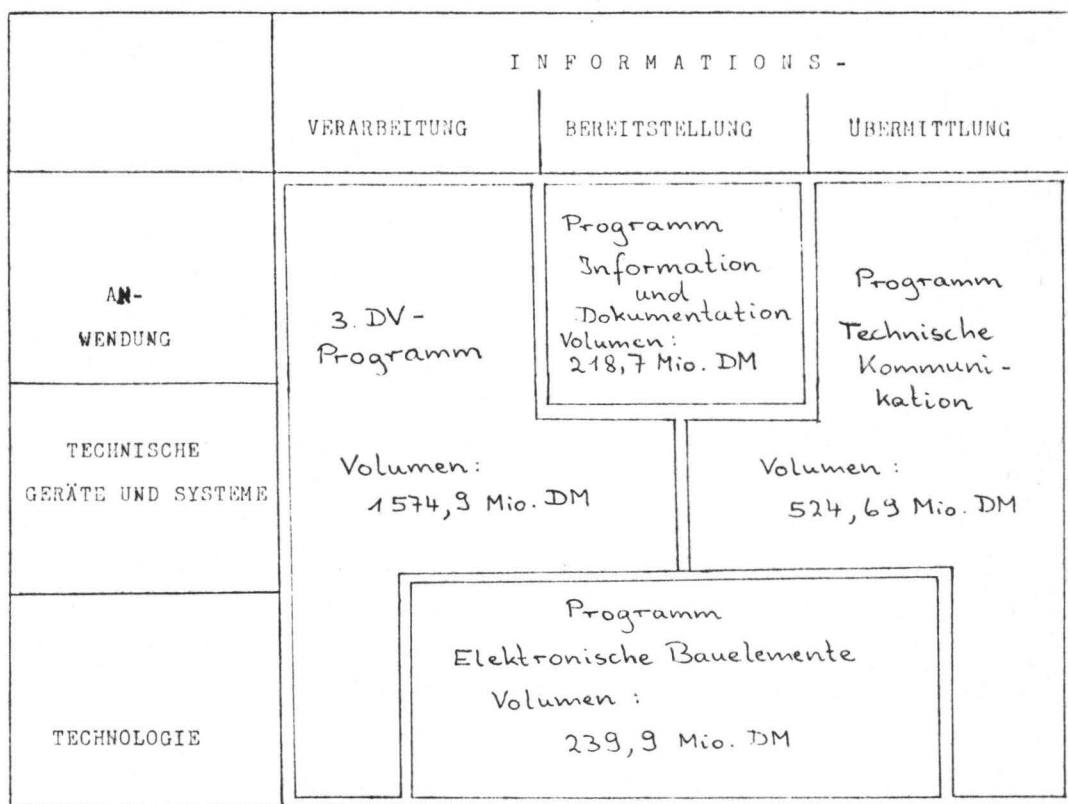 I N F O R M A T I O N S -
VERARBEITUNG
BEREITSTELLUNG
ÜBERMITTLUNG
AN-
WENDUNG
3. DV-
Programm
Volumen:
1574,9 Mio. DM
Programm
Information
und
Dokumentation
Volumen:
218,7 Mio. DM
Programm
Technische
Kommuni-
kation
Volumen:
524,69 Mio. DM
TECHNISCHE
GERÄTE UND SYSTEME
TECHNOLOGIE
Programm
Elektronische Bauelemente
Volumen:
239,9 Mio. DM